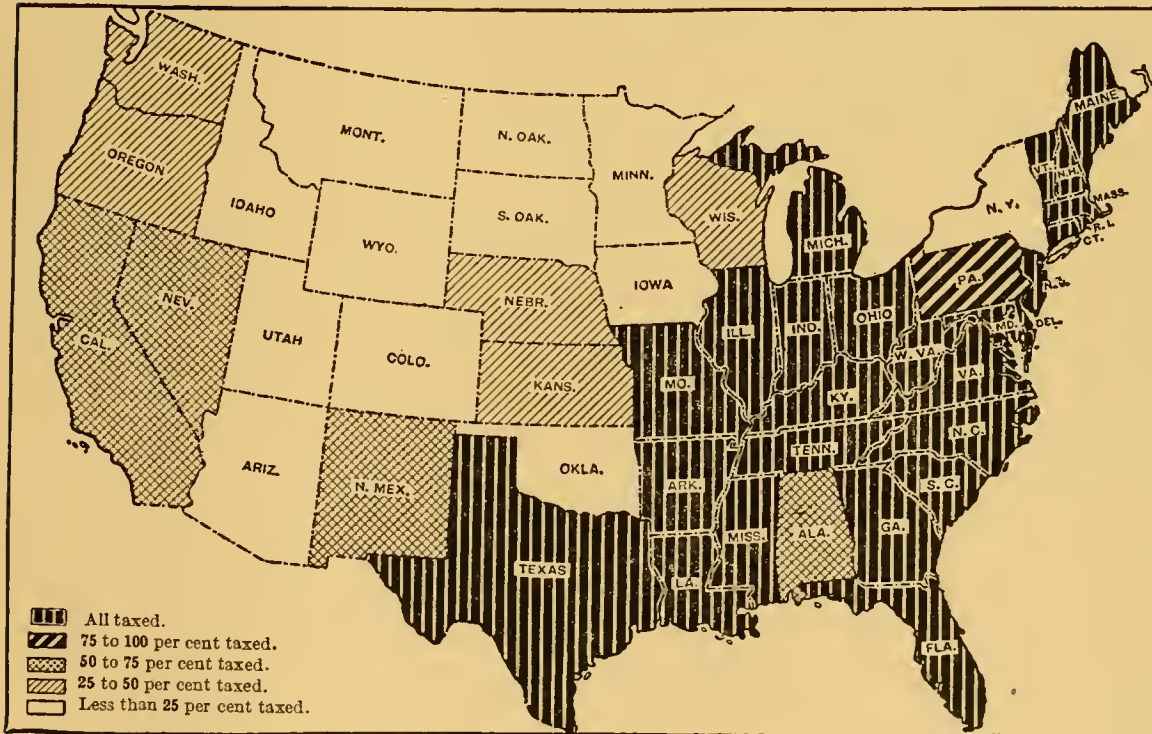 WASH.
MONT.
N. OAK.
MINN.
MAINE
OREGON
IDAHO
S. OAK.
WIS.
VT.
N.H.
MASS.
WYO.
N. Y.
R. I.
CT.
MICH.
NEV.
NEBR.
IOWA
PA.
N. J.
CAL.
UTAH
COLO.
ILL.
IND.
OHIO
MD.
DEL.
KANS.
MO.
W. VA.
VA.
KY.
N. C.
ARIZ.
N. MEX.
OKLA.
ARK.
TENN.
S. C.
MISS.
ALA.
GA.
TEXAS
LA.
FLA.
All taxed.
75 to 100 per cent taxed.
50 to 75 per cent taxed.
25 to 50 per cent taxed.
Less than 25 per cent taxed.